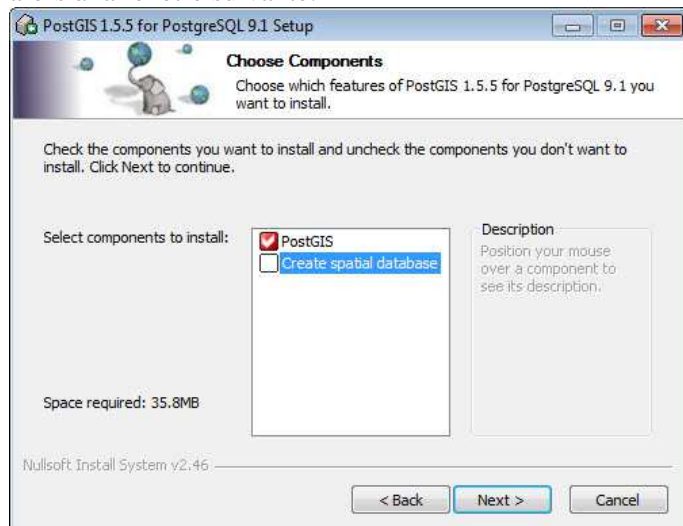 PostGIS 1.5.5 for PostgreSQL 9.1 Setup
Choose Components
Choose which features of PostGIS 1.5.5 for PostgreSQL 9.1 you
want to install.
Check the components you want to install and uncheck the components you don't want to
install. Click Next to continue.
Select components to install:
PostGIS
Create spatial database
Description
Position your mouse
over a component to
see its description.
Space required: 35.8MB
Nullsoft Install System v2.46
< Back
Next >
Cancel